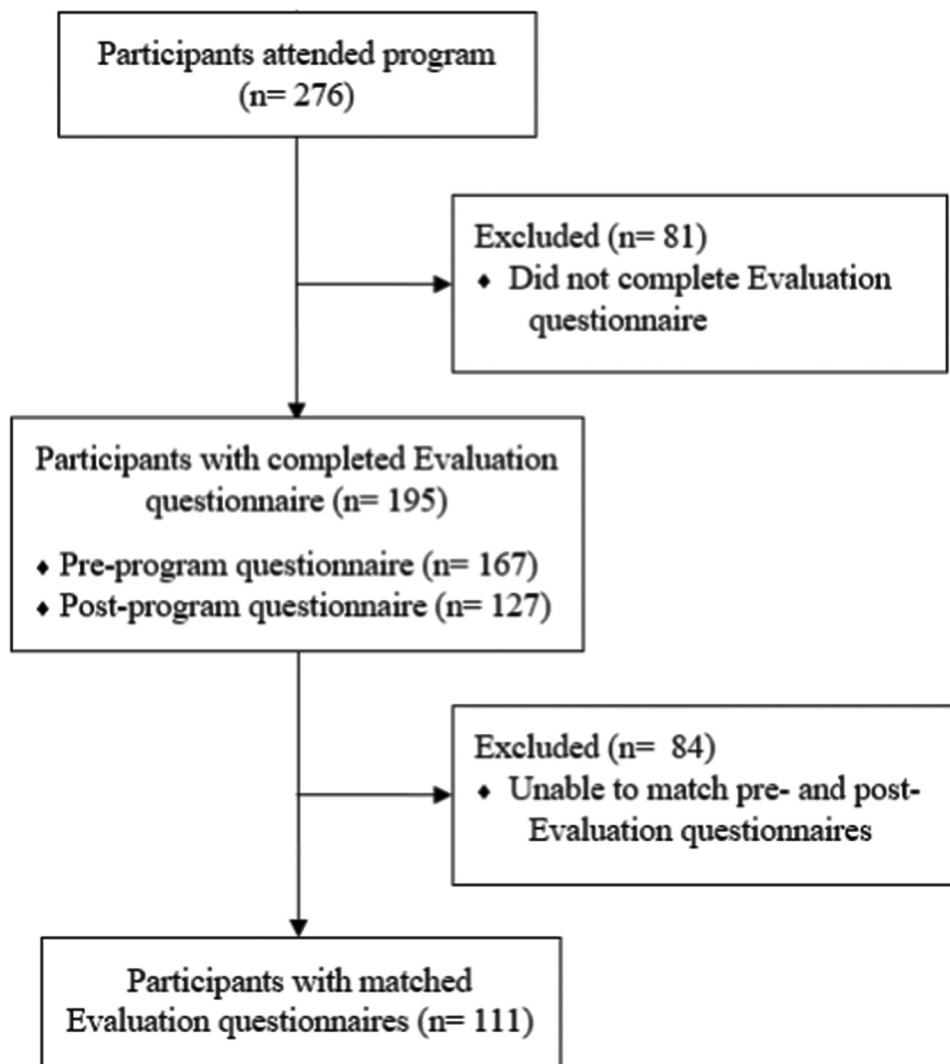 Participants attended program
(n= 276)
Excluded (n= 81)
♦ Did not complete Evaluation
questionnaire
Participants with completed Evaluation
questionnaire (n= 195)
♦ Pre-program questionnaire (n= 167)
♦ Post-program questionnaire (n= 127)
Excluded (n= 84)
♦ Unable to match pre- and post-
Evaluation questionnaires
Participants with matched
Evaluation questionnaires (n= 111)